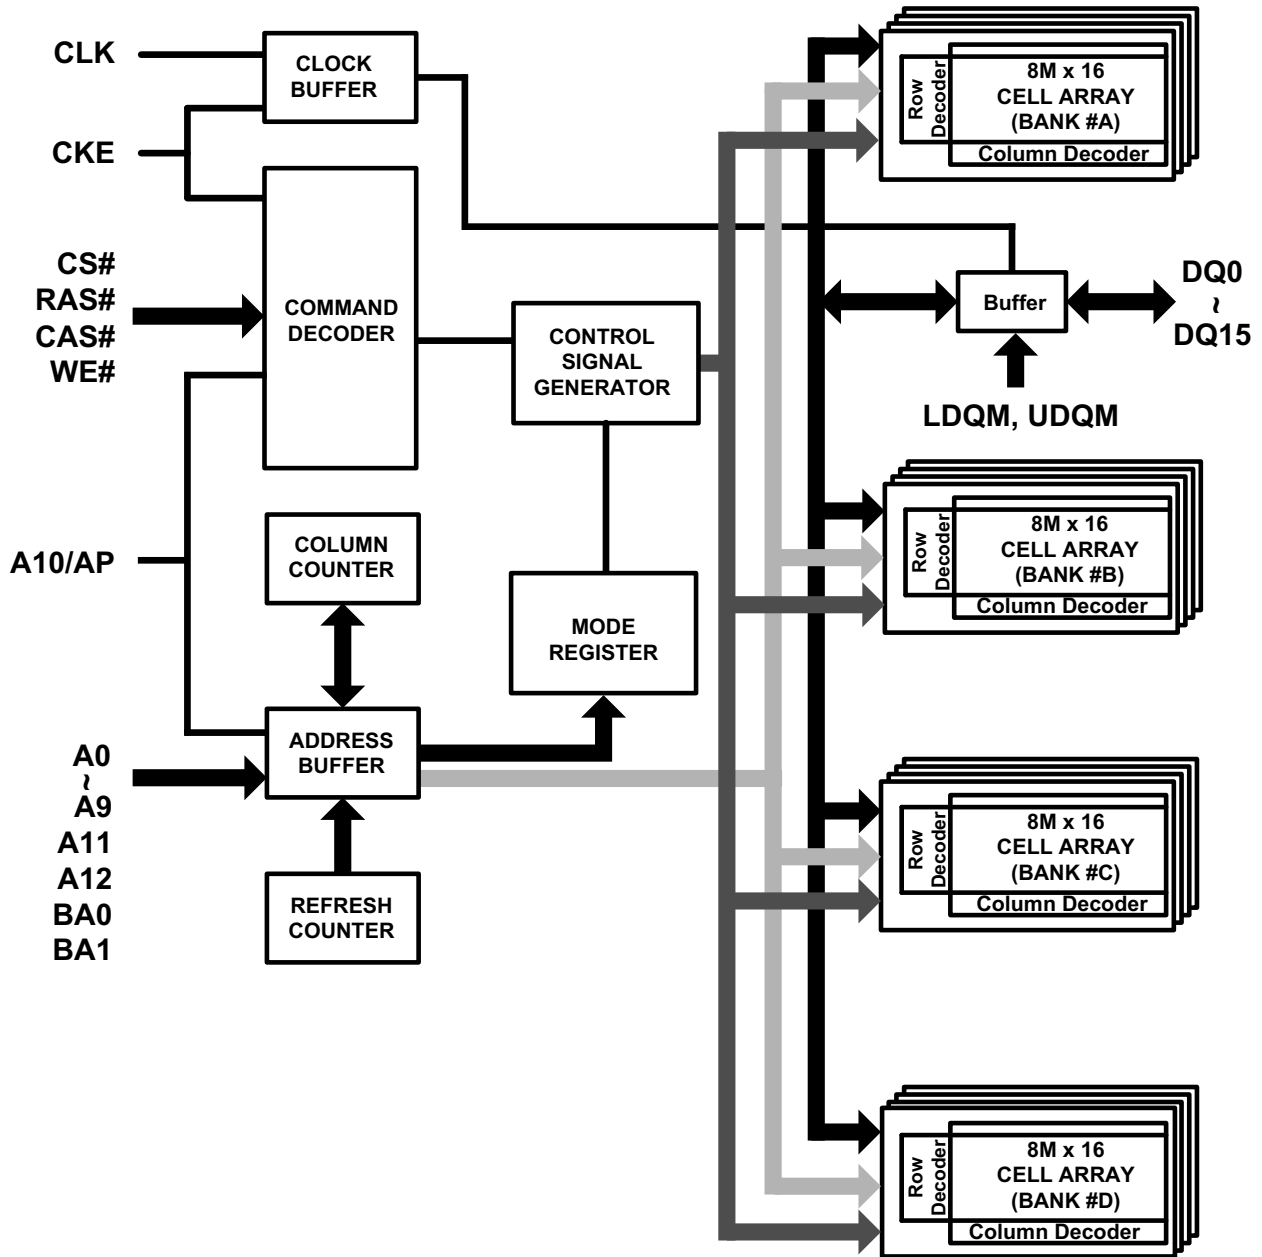 CLK
CKE
CS#
RAS#
CAS#
WE#
A10/AP
A0
~
A9
A11
A12
BA0
BA1
CLOCK
BUFFER
COMMAND
DECODER
COLUMN
COUNTER
ADDRESS
BUFFER
REFRESH
COUNTER
CONTROL
SIGNAL
GENERATOR
MODE
REGISTER
Row
Decoder
8M x 16
CELL ARRAY
(BANK #A)
Column Decoder
Buffer
DQ0
~
DQ15
LDQM, UDQM
Row
Decoder
8M x 16
CELL ARRAY
(BANK #B)
Column Decoder
Row
Decoder
8M x 16
CELL ARRAY
(BANK #C)
Column Decoder
Row
Decoder
8M x 16
CELL ARRAY
(BANK #D)
Column Decoder